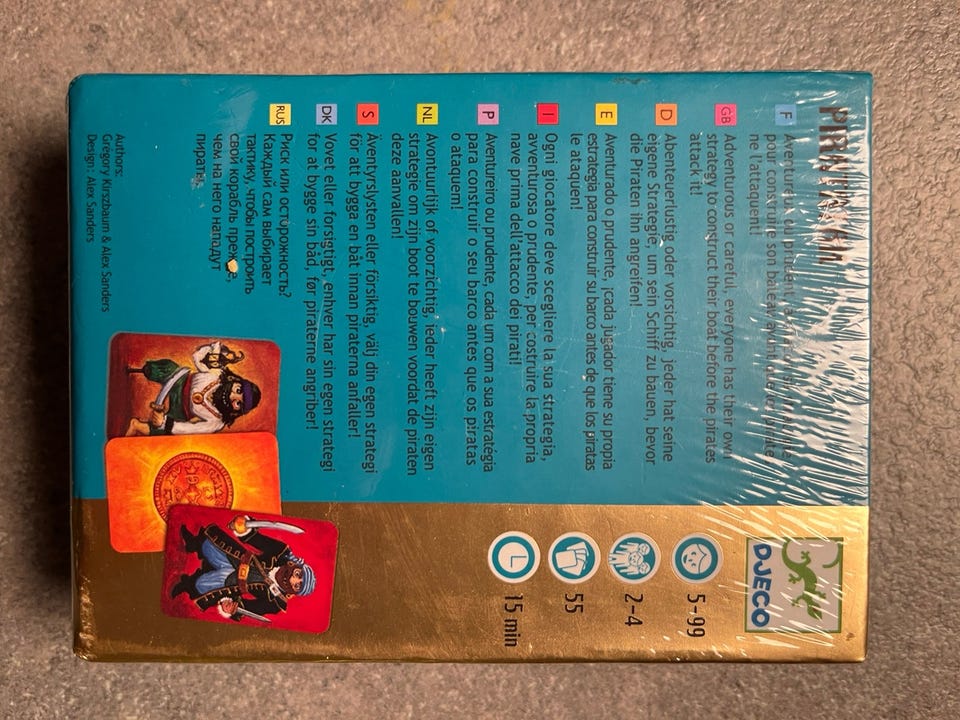 PIRATATAK
F Aventureux ou prudent, à chacun sa stratégie
pour construire son bateau avant que les pirates
ne l'attaquent!
GB Adventurous or careful, everyone has their own
strategy to construct their boat before the pirates
attack it!
D Abenteuerlustig oder vorsichtig, jeder hat seine
eigene Strategie, um sein Schiff zu bauen, bevor
die Piraten ihn angreifen!
E Aventurado o prudente, ¡cada jugador tiene su propia
estrategia para construir su barco antes de que los piratas
le ataquen!
I Ogni giocatore deve scegliere la sua strategia,
avventurosa o prudente, per costruire la propria
nave prima dell'attacco dei pirati!
P Aventureiro ou prudente, cada um com a sua estratégia
para construir o seu barco antes que os piratas
o ataquem!
NL Avontuurlijk of voorzichtig, ieder heeft zijn eigen
strategie om zijn boot te bouwen voordat de piraten
deze aanvallen!
S Äventyrslysten eller försiktig, välj din egen strategi
för att bygga en båt innan piraterna anfaller!
DK Vovet eller forsigtigt, enhver har sin egen strategi
for at bygge sin båd, før piraterne angriber!
RUS Риск или осторожность?
Каждый сам выбирает
тактику, чтобы построить
свой корабль прежде,
чем на него нападут
пираты.
Authors:
Grégory Kirszbaum & Alex Sanders
Design: Alex Sanders
DJECO
5-99
2-4
55
15 min